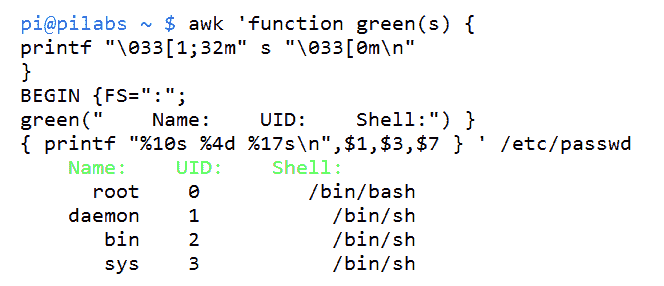 pi@pilabs ~ $ awk 'function green(s) {
printf "\033[1;32m" s "\033[0m\n"
}
BEGIN {FS=":";
green("    Name:    UID:    Shell:") }
{ printf "%10s %4d %17s\n",$1,$3,$7 } ' /etc/passwd
    Name:    UID:    Shell:
      root    0         /bin/bash
    daemon    1           /bin/sh
       bin    2           /bin/sh
       sys    3           /bin/sh